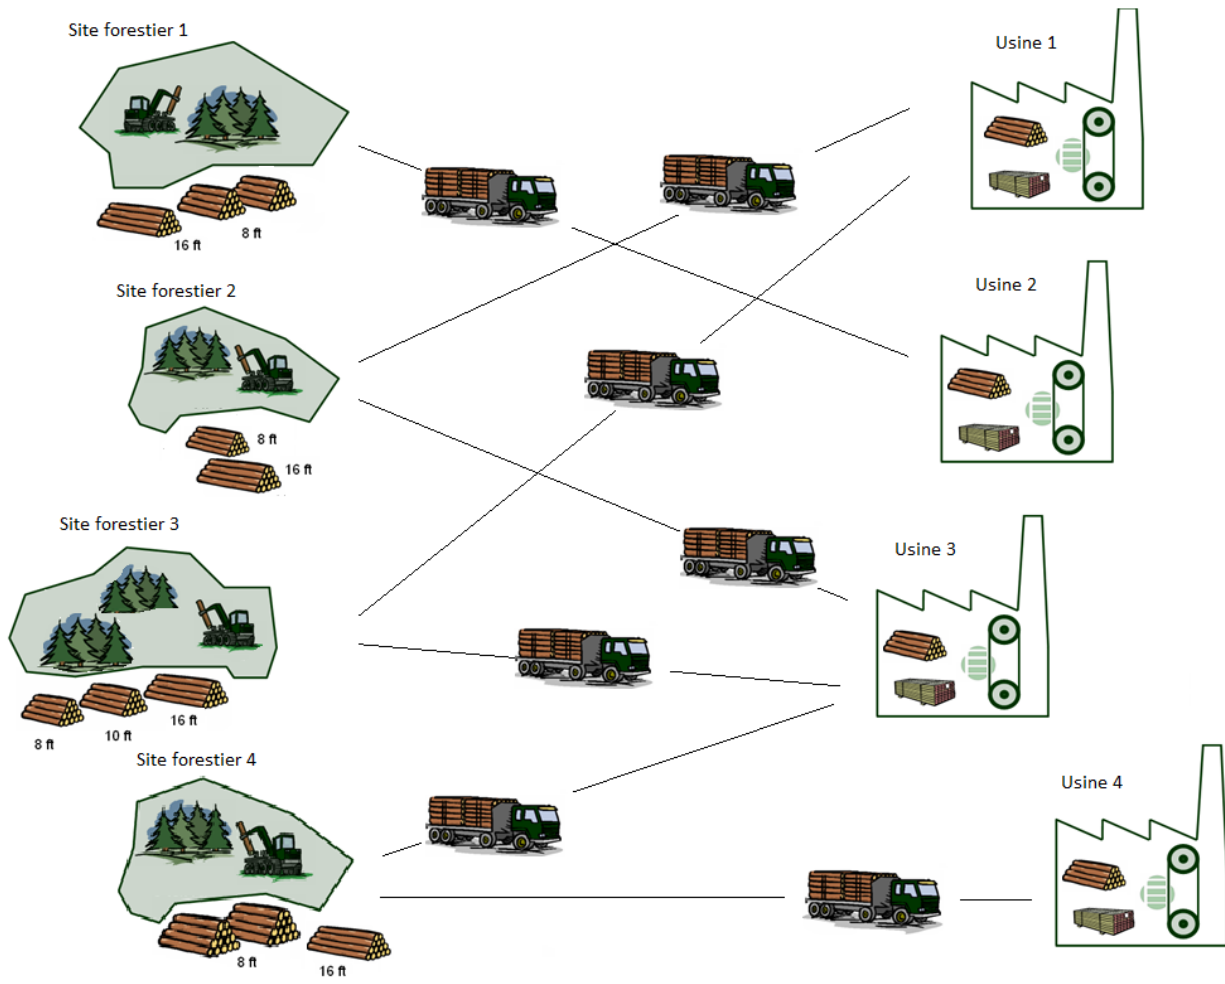 Site forestier 1
Usine 1
16 ft
8 ft
Site forestier 2
Usine 2
8 ft
16 ft
Site forestier 3
Usine 3
8 ft
10 ft
16 ft
Site forestier 4
Usine 4
8 ft
16 ft